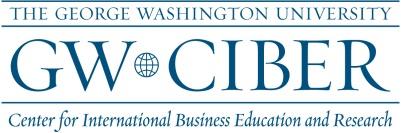 THE GEORGE WASHINGTON UNIVERSITY
GW CIBER
Center for International Business Education and Research